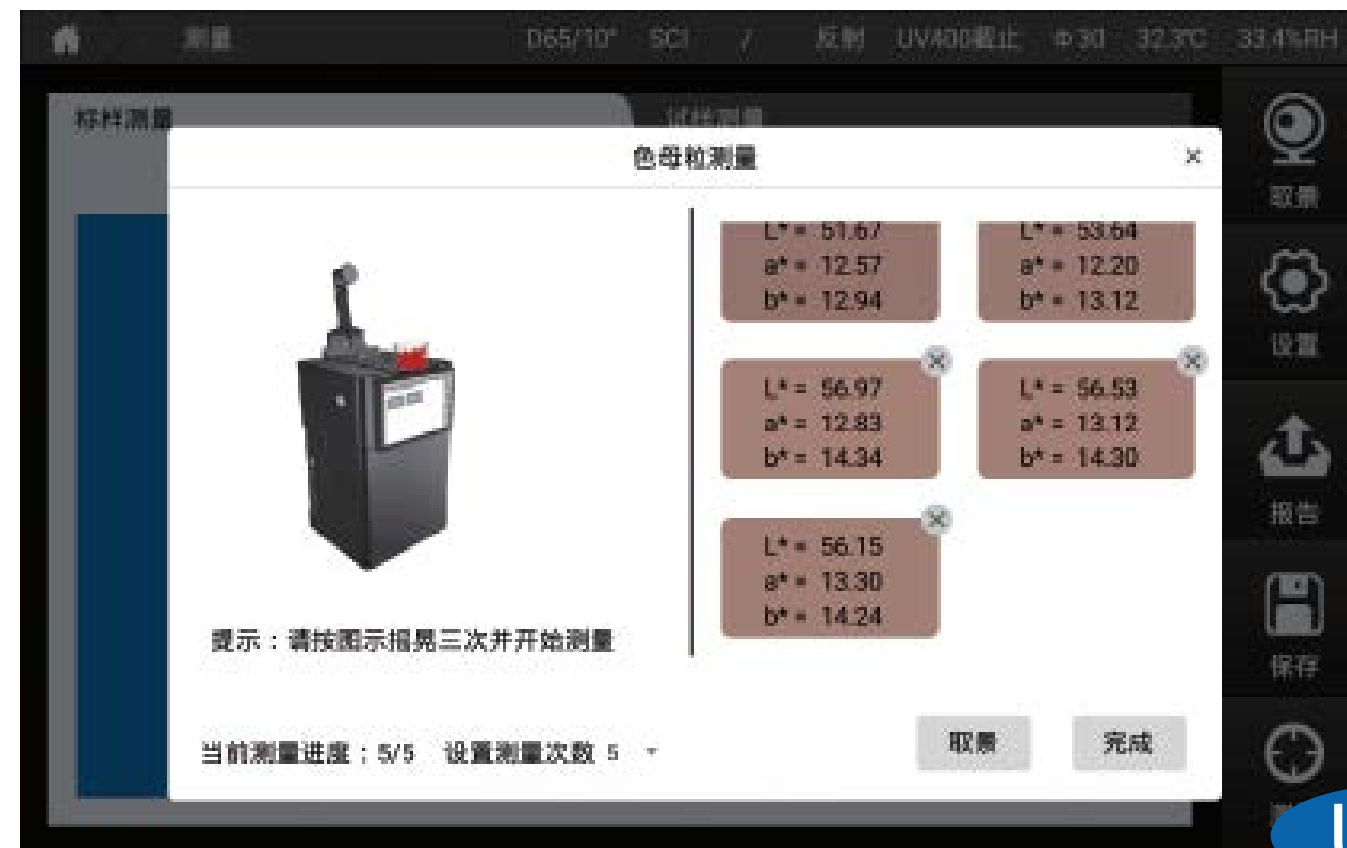 测量 D65/10° SCI / 反射 UV400截止 Φ30 32.3℃ 33.4%RH
标样测量 试样测量
色母粒测量
L* = 51.67
a* = 12.57
b* = 12.94
L* = 53.64
a* = 12.20
b* = 13.12
L* = 56.97
a* = 12.83
b* = 14.34
L* = 56.53
a* = 13.12
b* = 14.30
L* = 56.15
a* = 13.30
b* = 14.24
提示：请按图示摇晃三次并开始测量
当前测量进度：5/5 设置测量次数 5
取景 完成
取景
设置
报告
保存